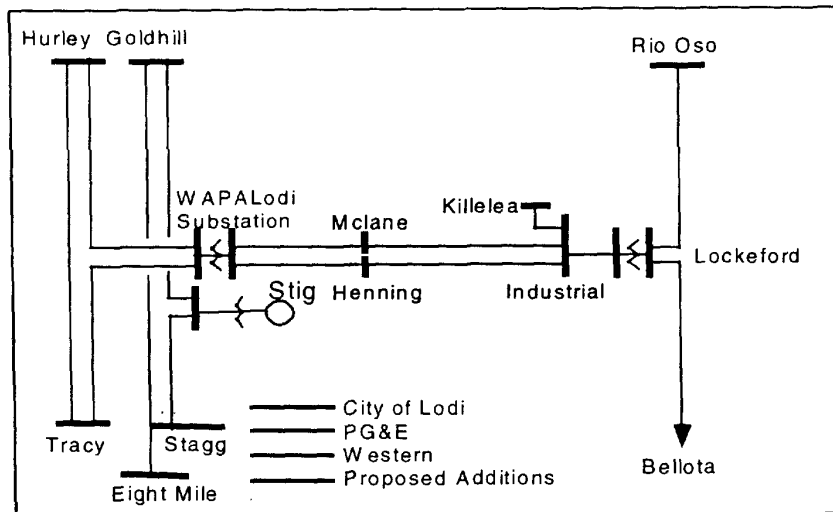 Hurley Goldhill
Rio Oso
WAPALodi
Substation
Mclane
Killelea
Lockeford
Henning
Industrial
Stig
City of Lodi
PG&E
Western
Proposed Additions
Tracy
Stagg
Eight Mile
Bellota